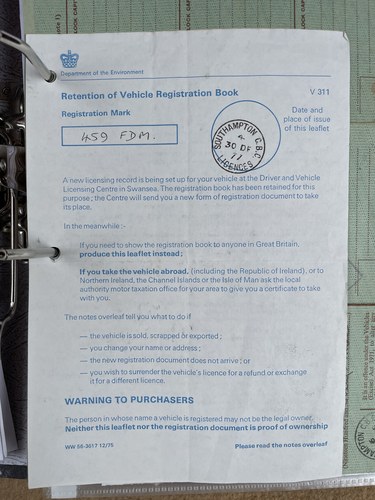 Department of the Environment
Retention of Vehicle Registration Book
V 311
Registration Mark
459 FDM.
Date and
place of issue
of this leaflet
SOUTHAMPTON C.B.C.
30 DE
77
LICENCES
A new licensing record is being set up for your vehicle at the Driver and Vehicle
Licensing Centre in Swansea. The registration book has been retained for this
purpose; the Centre will send you a new form of registration document to take
its place.
In the meanwhile :-
If you need to show the registration book to anyone in Great Britain,
produce this leaflet instead;
If you take the vehicle abroad, (including the Republic of Ireland), or to
Northern Ireland, the Channel Islands or the Isle of Man ask the local
authority motor taxation office for your area to give you a certificate to take
with you.
The notes overleaf tell you what to do if
— the vehicle is sold, scrapped or exported;
— you change your name or address;
— the new registration document does not arrive; or
— you wish to surrender the vehicle's licence for a refund or exchange
it for a different licence.
WARNING TO PURCHASERS
The person in whose name a vehicle is registered may not be the legal owner.
Neither this leaflet nor the registration document is proof of ownership
WW 50-3617 12/75
Please read the notes overleaf